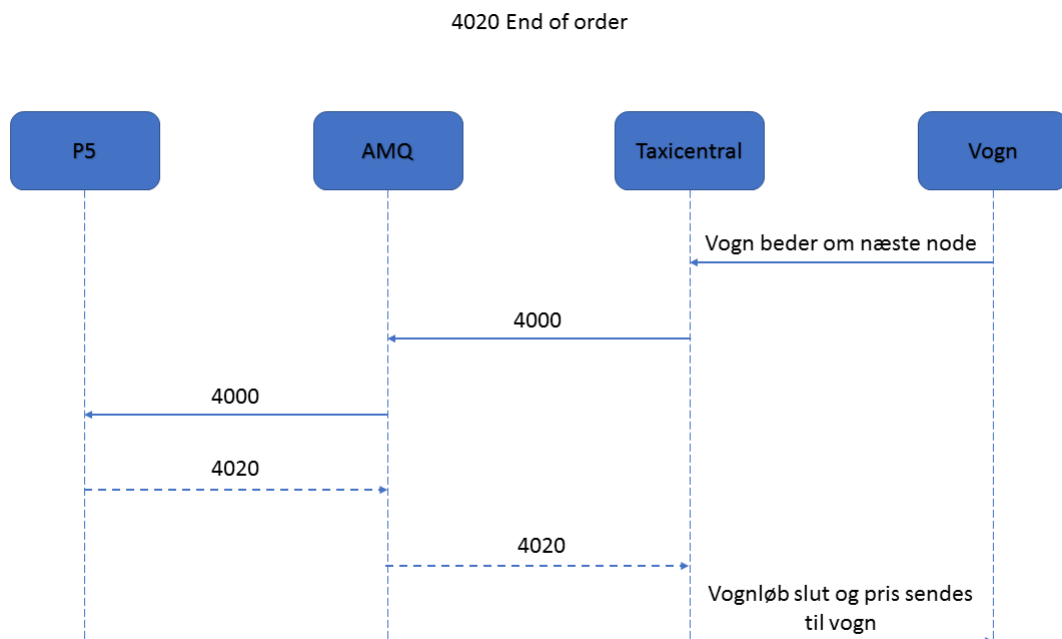 4020 End of order
P5
AMQ
Taxicentral
Vogn
Vogn beder om næste node
4000
4000
4020
4020
Vognløb slut og pris sendes
til vogn